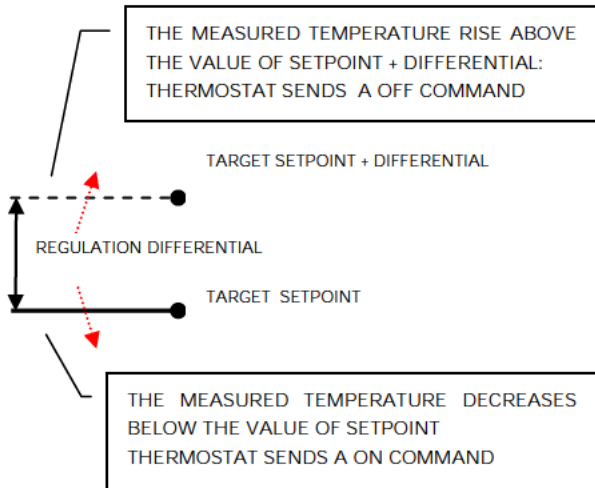 THE MEASURED TEMPERATURE RISE ABOVE
THE VALUE OF SETPOINT + DIFFERENTIAL:
THERMOSTAT SENDS A OFF COMMAND
TARGET SETPOINT + DIFFERENTIAL
REGULATION DIFFERENTIAL
TARGET SETPOINT
THE MEASURED TEMPERATURE DECREASES
BELOW THE VALUE OF SETPOINT
THERMOSTAT SENDS A ON COMMAND